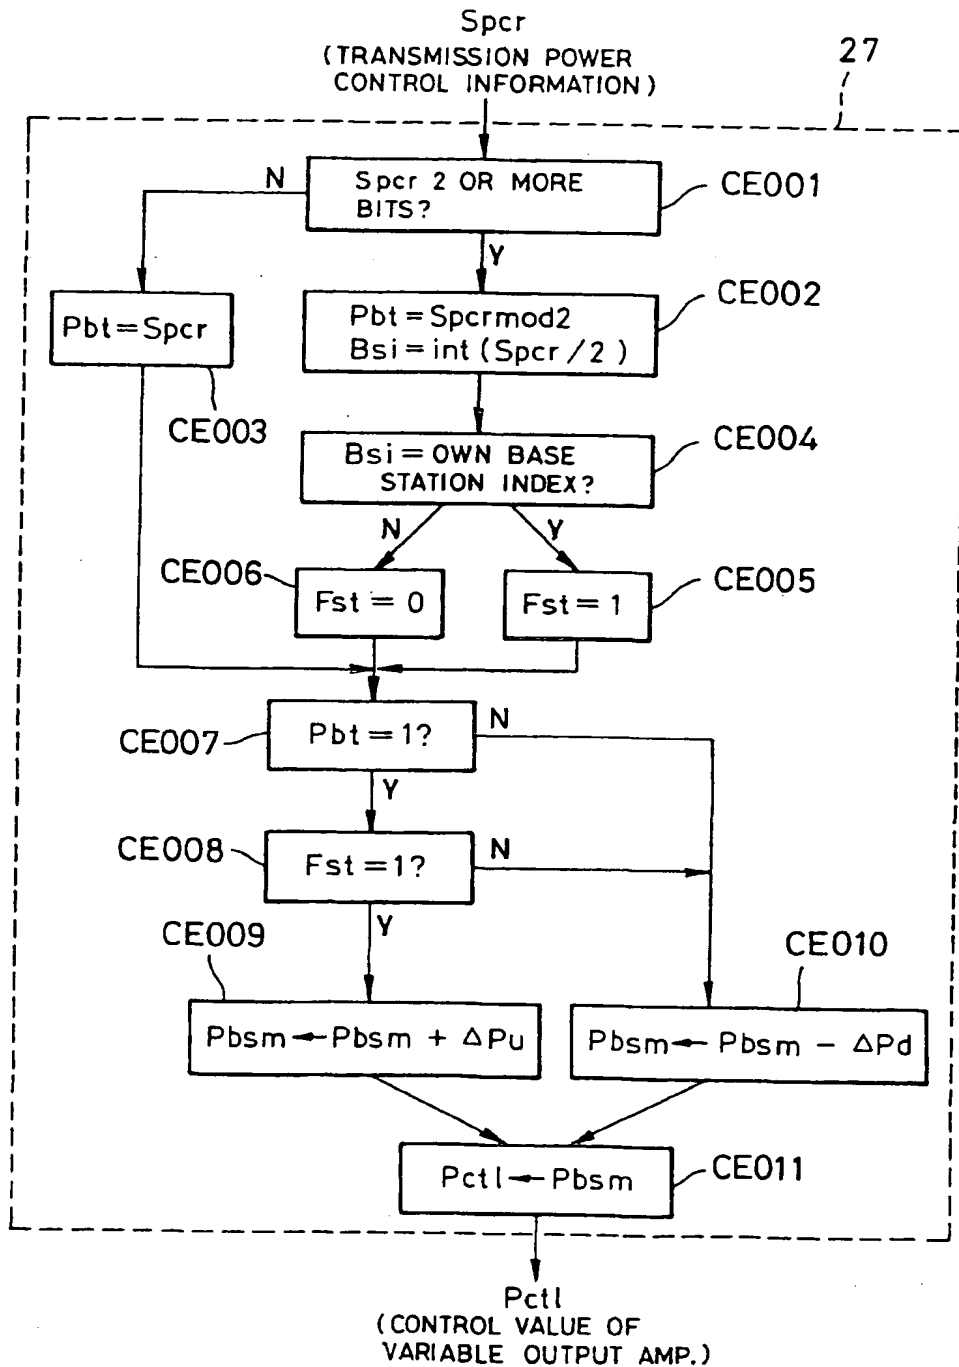 Spcr
(TRANSMISSION POWER
CONTROL INFORMATION)
27
N
Spcr 2 OR MORE
BITS?
CE001
Y
Pbt=Spcr
CE003
Pbt=Spcrmod2
Bsi=int(Spcr/2)
CE002
Bsi=OWN BASE
STATION INDEX?
CE004
N
Y
CE006
Fst=0
Fst=1
CE005
CE007
Pbt=1?
N
Y
CE008
Fst=1?
N
Y
CE009
CE010
Pbsm←Pbsm + ΔPu
Pbsm← Pbsm - ΔPd
Pctl←Pbsm
CE011
Pctl
(CONTROL VALUE OF
VARIABLE OUTPUT AMP.)